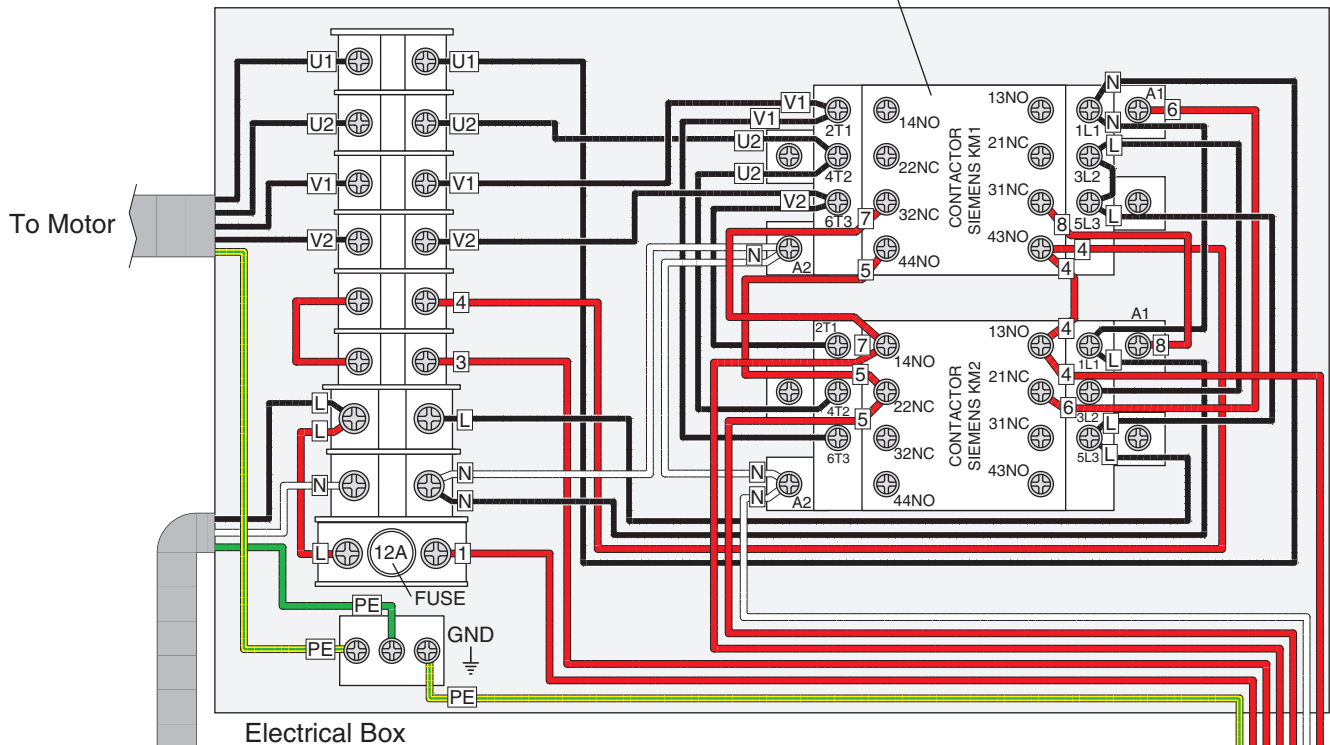 To Motor
U1 U1
U2 U2
V1 V1
V2 V2
4
3
L
L L
N N
N
L 12A 1
FUSE
PE
GND
PE
PE
Electrical Box
V1
V1
2T1
U2
4T2
U2
V2
6T3
7
N
A2
5
14NO
22NC
32NC
44NO
CONTACTOR
SIEMENS KM1
13NO
21NC
31NC
43NO
N
A1
6
1L1
N
L
3L2
L
5L3
8
4
4
2T1
7
14NO
5
4T2
22NC
5
6T3
32NC
N
N
A2
44NO
CONTACTOR
SIEMENS KM2
13NO
4
A1
8
1L1
L
4
21NC
6
31NC
3L2
L
5L3
L
43NO